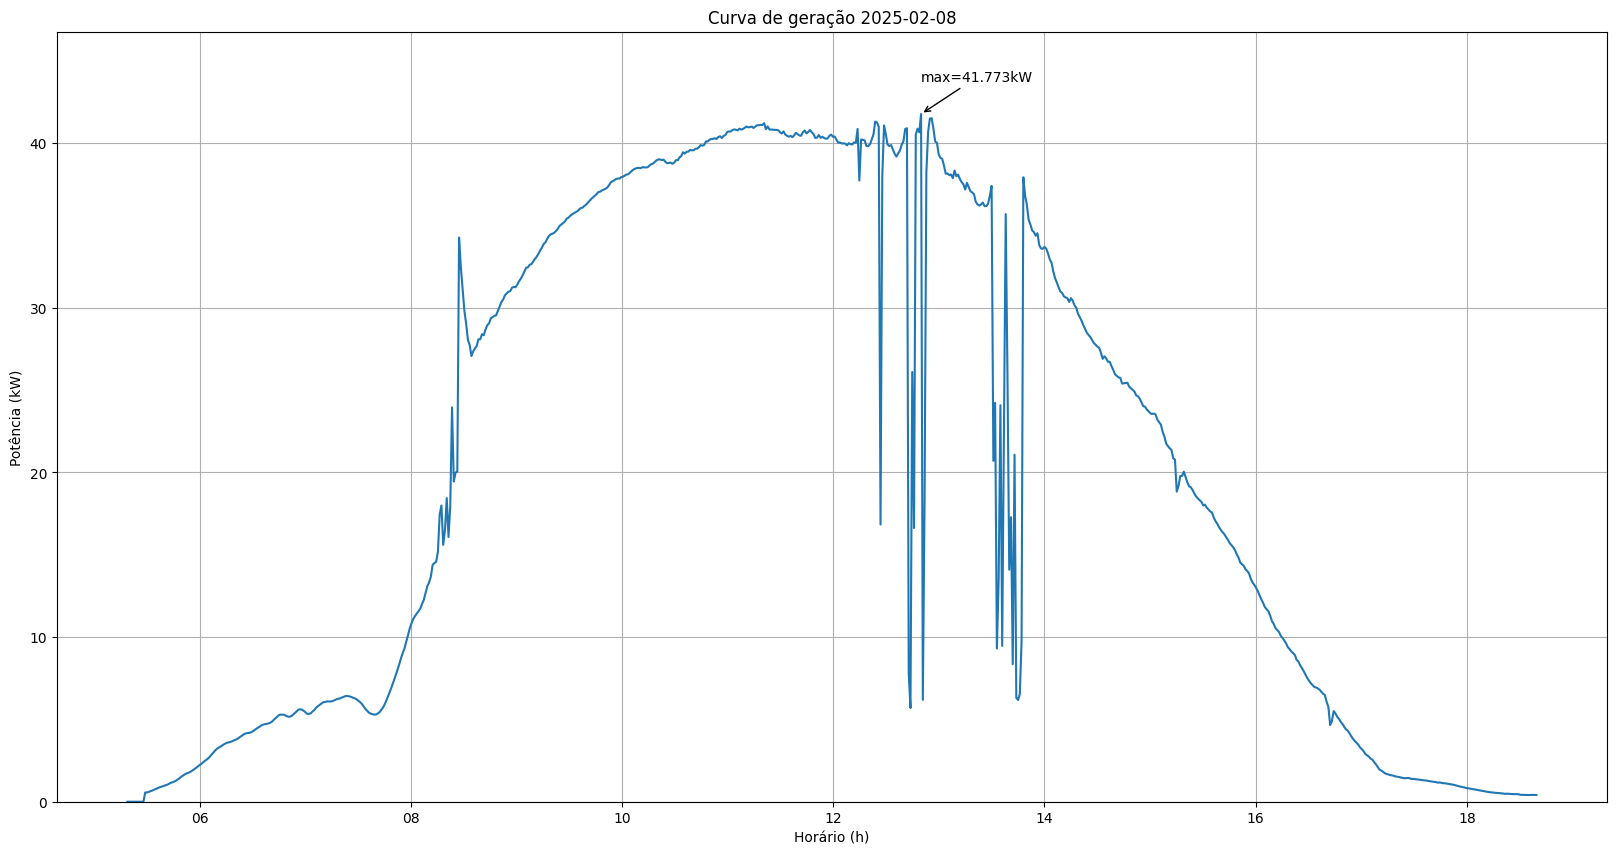 Curva de geração 2025-02-08
max=41.773kW
40
30
20
10
0
Potência (kW)
06 08 10 12 14 16 18
Horário (h)